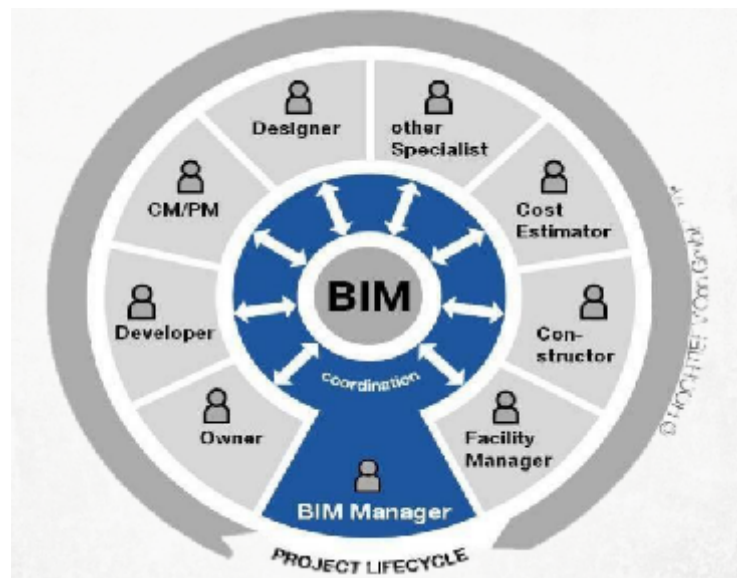 Designer
other
Specialist
CM/PM
Cost
Estimator
BIM
Developer
Con-
structor
coordination
Owner
Facility
Manager
BIM Manager
PROJECT LIFECYCLE